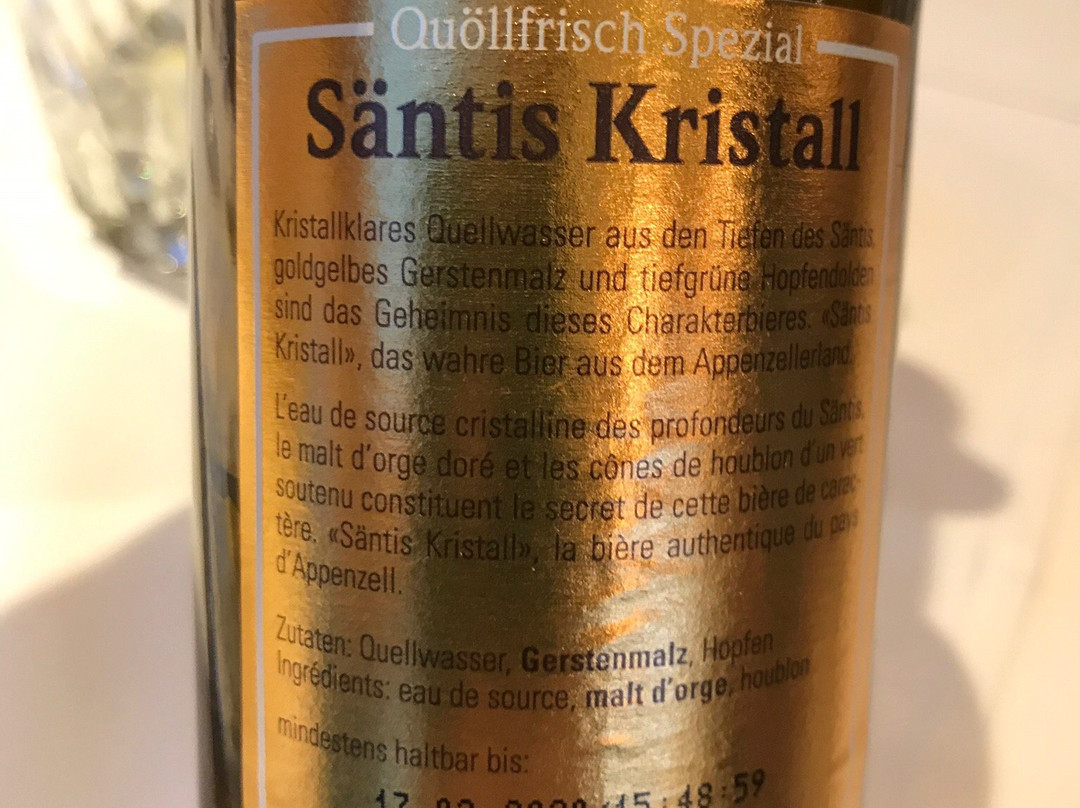 Quöllfrisch Spezial
Säntis Kristall
Kristallklares Quellwasser aus den Tiefen des Säntis,
goldgelbes Gerstenmalz und tiefgrüne Hopfendolden
sind das Geheimnis dieses Charakterbieres. «Säntis
Kristall», das wahre Bier aus dem Appenzellerland.
L'eau de source cristalline des profondeurs du Säntis,
le malt d'orge doré et les cônes de houblon d'un vert
soutenu constituent le secret de cette bière de carac-
tère. «Säntis Kristall», la bière authentique du pays
d'Appenzell.
Zutaten: Quellwasser, Gerstenmalz, Hopfen
Ingrédients: eau de source, malt d'orge, houblon
mindestens haltbar bis:
15:48:59